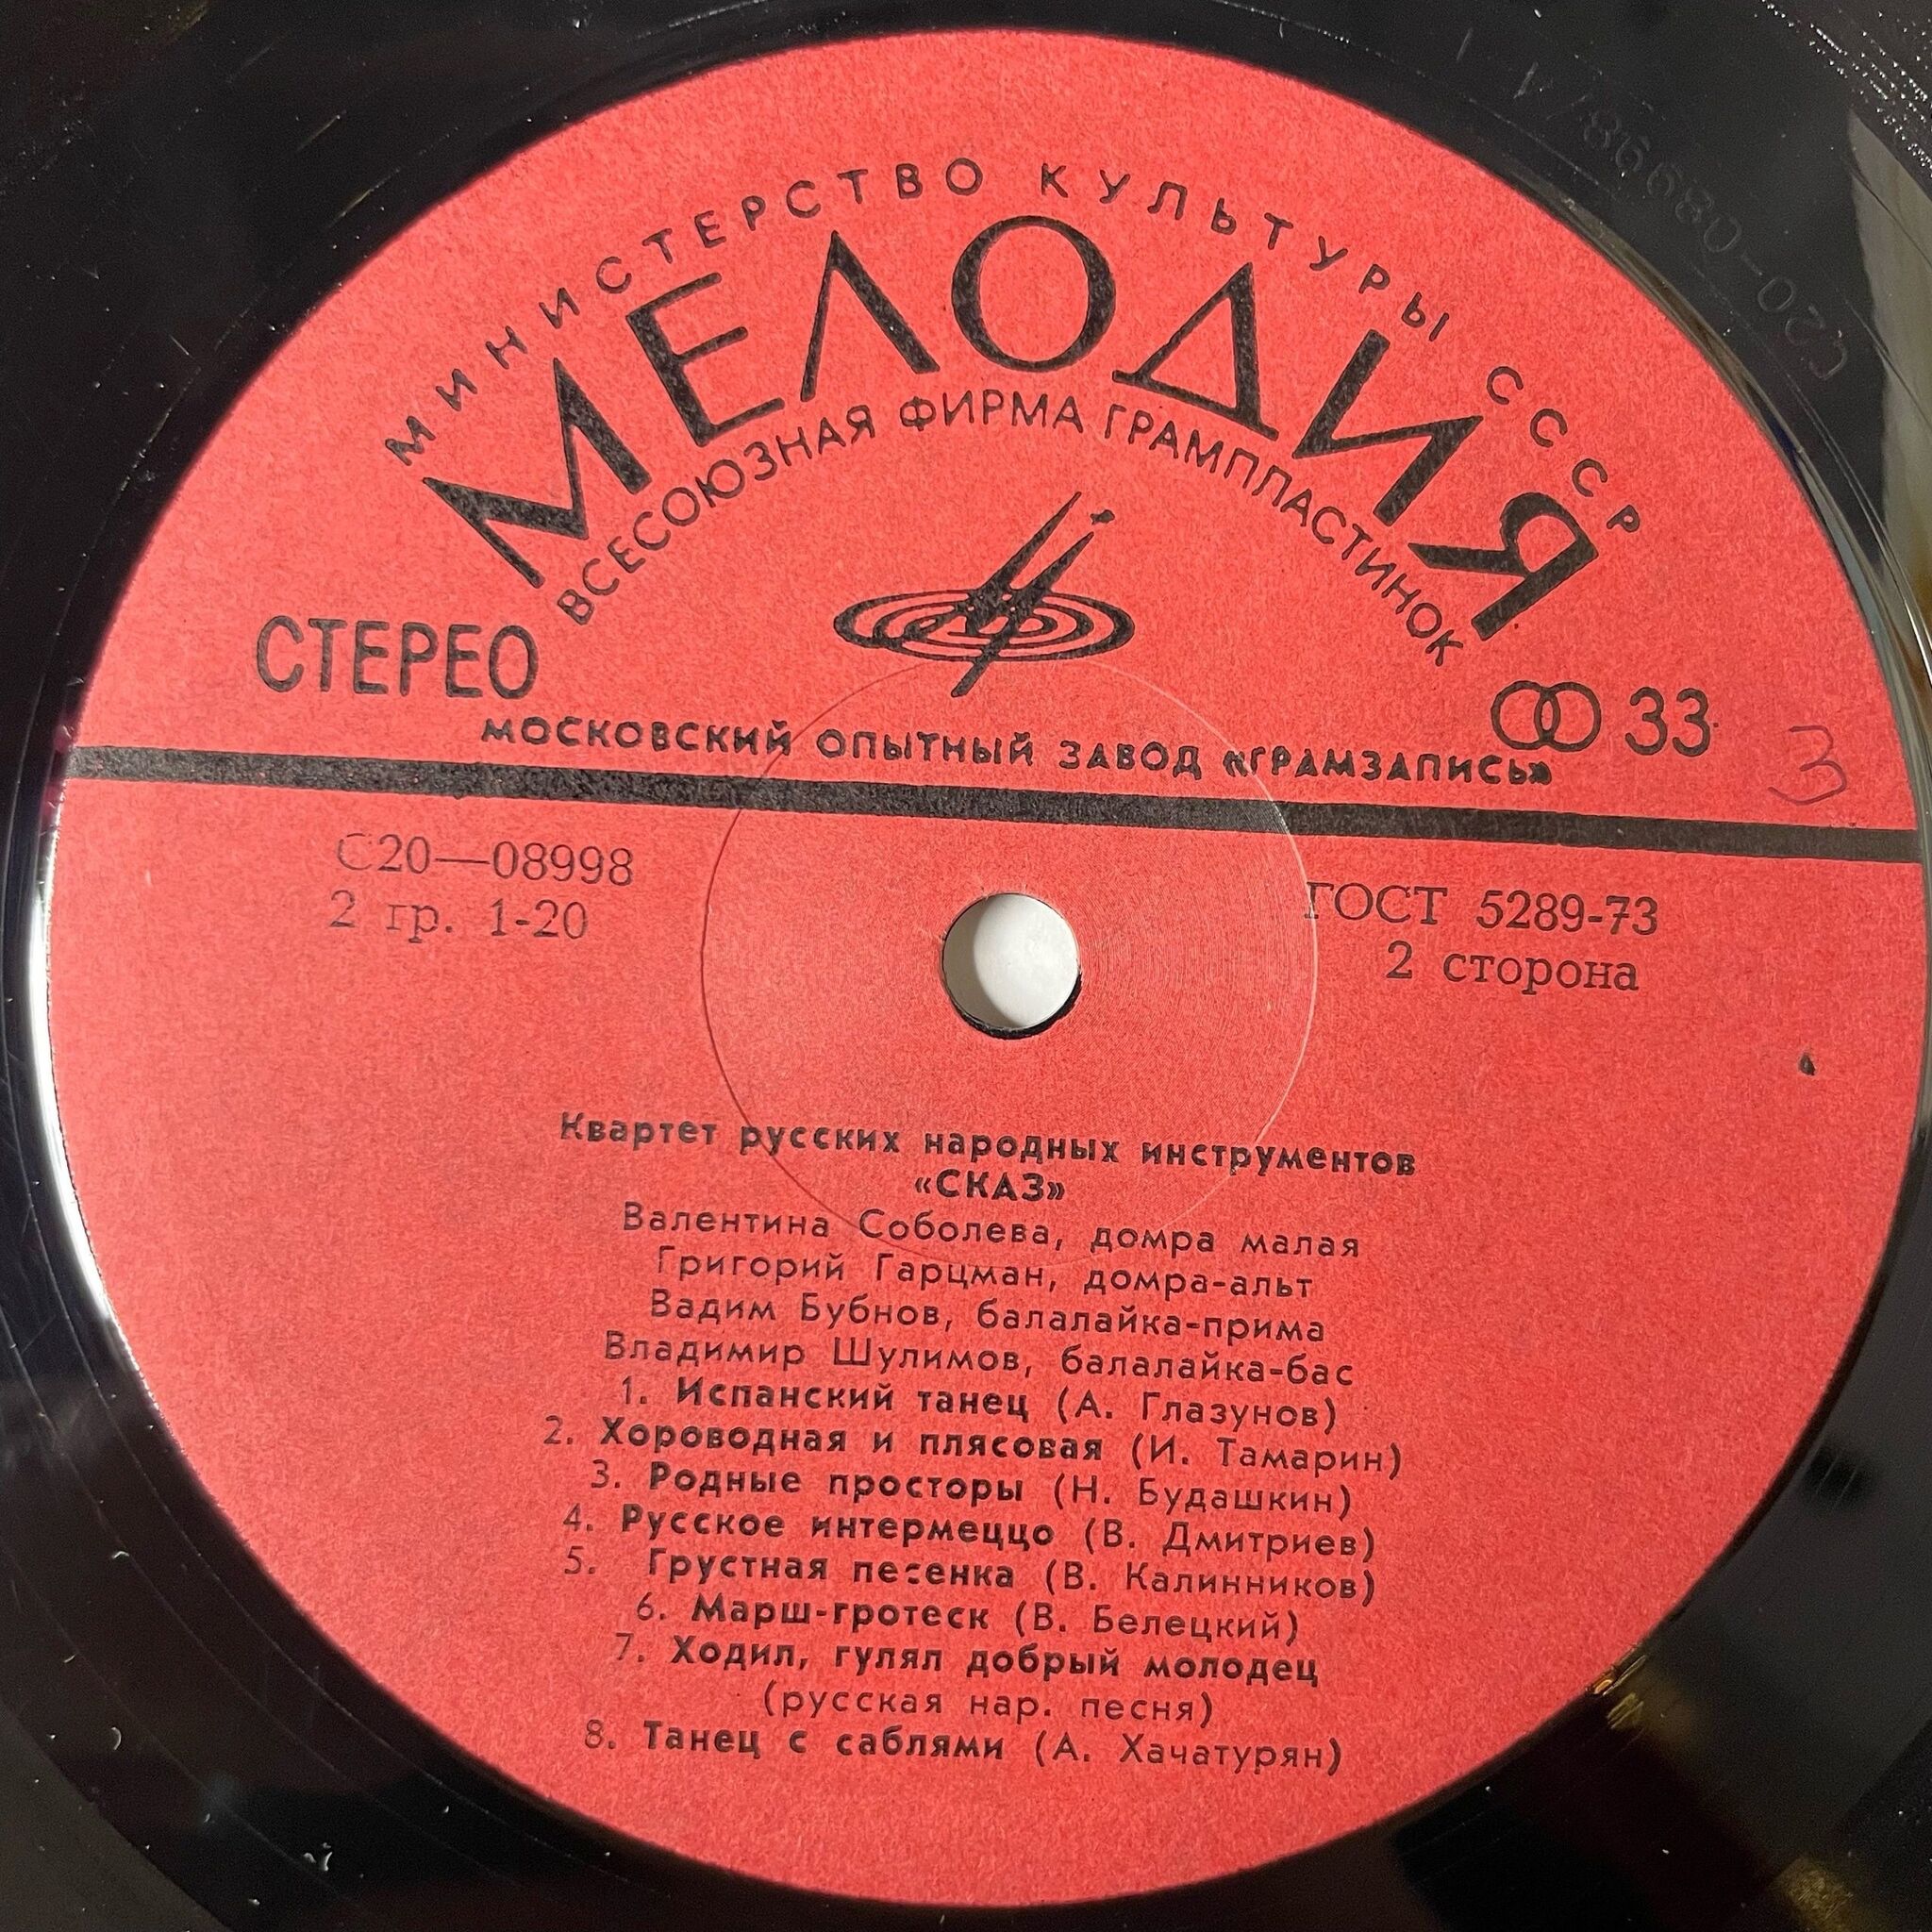 МИНИСТЕРСТВО КУЛЬТУРЫ СССР
МЕЛОДИЯ
ВСЕСОЮЗНАЯ ФИРМА ГРАМПЛАСТИНОК
СТЕРЕО
33
3
МОСКОВСКИЙ ОПЫТНЫЙ ЗАВОД «ГРАМЗАПИСЬ»
С20—08998
2 гр. 1-20
ГОСТ 5289-73
2 сторона
Квартет русских народных инструментов
«СКАЗ»
Валентина Соболева, домра малая
Григорий Гарцман, домра-альт
Вадим Бубнов, балалайка-прима
Владимир Шулимов, балалайка-бас
1. Испанский танец (А. Глазунов)
2. Хороводная и плясовая (И. Тамарин)
3. Родные просторы (Н. Будашкин)
4. Русское интермеццо (В. Дмитриев)
5. Грустная песенка (В. Калинников)
6. Марш-гротеск (В. Белецкий)
7. Ходил, гулял добрый молодец
(русская нар. песня)
8. Танец с саблями (А. Хачатурян)